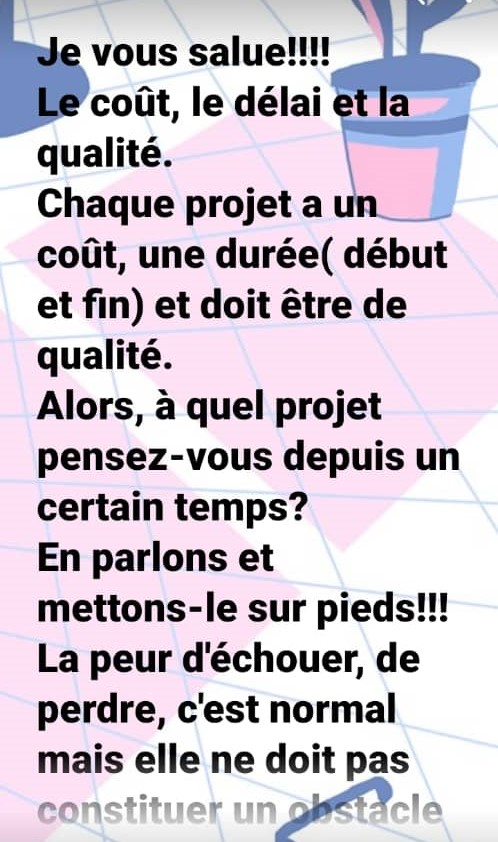 Je vous salue!!!!
Le coût, le délai et la
qualité.
Chaque projet a un
coût, une durée( début
et fin) et doit être de
qualité.
Alors, à quel projet
pensez-vous depuis un
certain temps?
En parlons et
mettons-le sur pieds!!!
La peur d'échouer, de
perdre, c'est normal
mais elle ne doit pas
constituer un obstacle